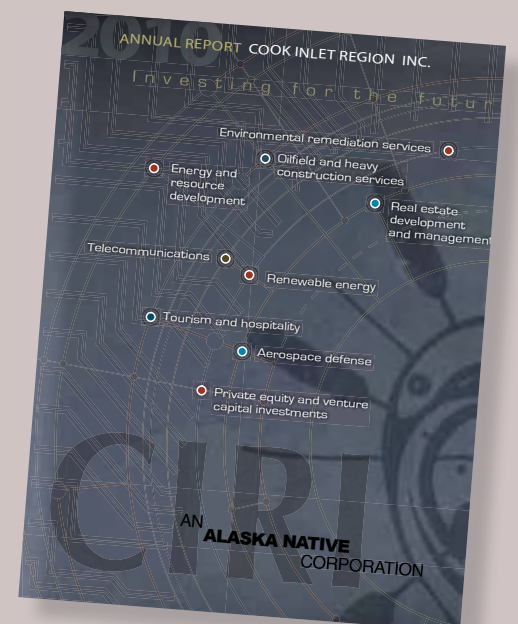 2010
ANNUAL REPORT COOK INLET REGION INC.
Investing for the futur
Environmental remediation services
Oilfield and heavy
construction services
Energy and
resource
development
Real estate
development
and management
Telecommunications
Renewable energy
Tourism and hospitality
Aerospace defense
Private equity and venture
capital investments
CIRI
AN
ALASKA NATIVE
CORPORATION